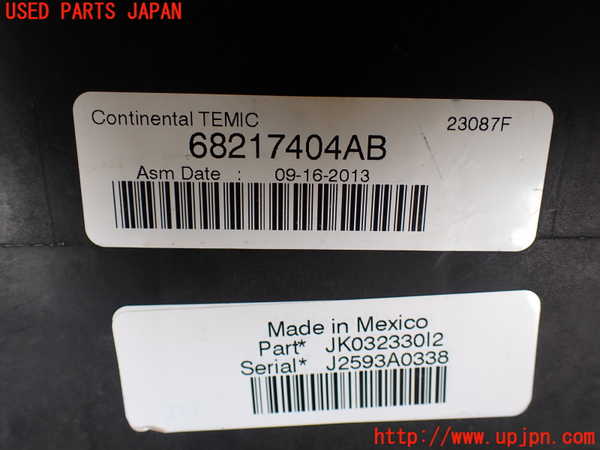 USED PARTS JAPAN
Continental TEMIC
23087F
68217404AB
Asm Date : 09-16-2013
Made in Mexico
Part* JK032330I2
Serial* J2593A0338
http://www.upjpn.com/